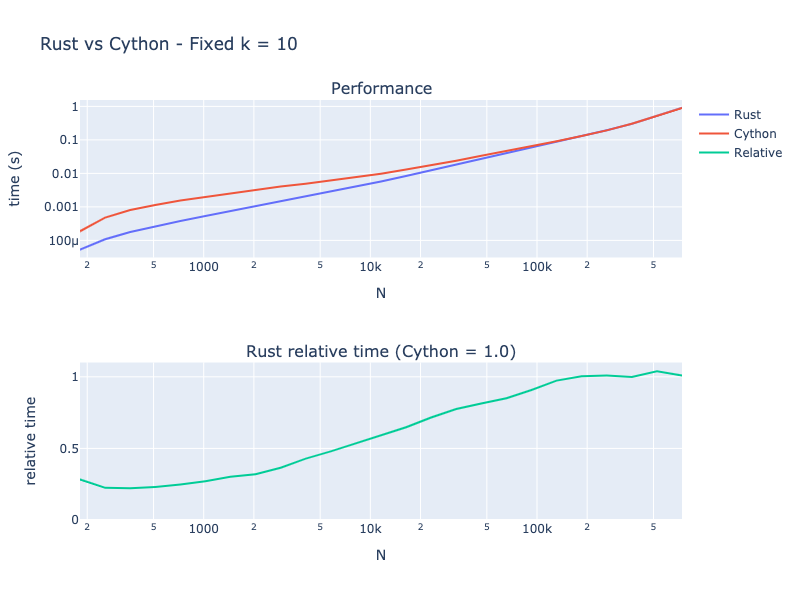 Rust vs Cython - Fixed k = 10
Performance
time (s)
1
0.1
0.01
0.001
100μ
2 5 1000 2 5 10k 2 5 100k 2 5
N
Rust
Cython
Relative
Rust relative time (Cython = 1.0)
relative time
1
0.5
0
2 5 1000 2 5 10k 2 5 100k 2 5
N